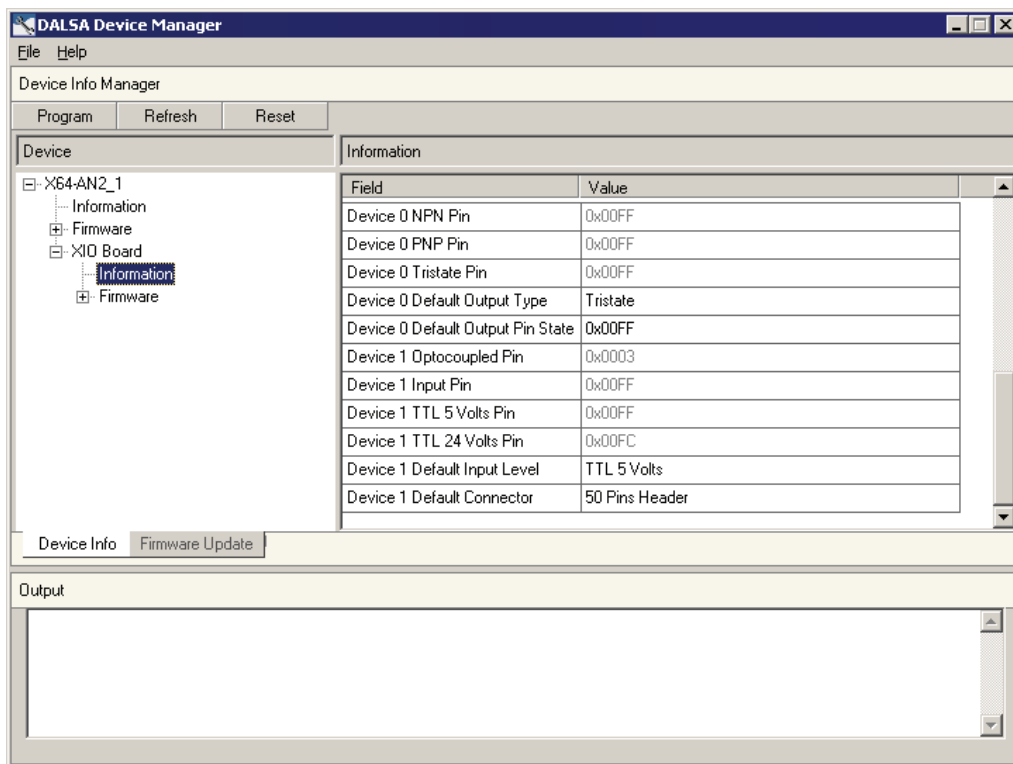 DALSA Device Manager
File Help
Device Info Manager
Program Refresh Reset
Device
Information
X64-AN2_1
Information
Firmware
XIO Board
Information
Firmware
Field Value
Device 0 NPN Pin 0x00FF
Device 0 PNP Pin 0x00FF
Device 0 Tristate Pin 0x00FF
Device 0 Default Output Type Tristate
Device 0 Default Output Pin State 0x00FF
Device 1 Optocoupled Pin 0x0003
Device 1 Input Pin 0x00FF
Device 1 TTL 5 Volts Pin 0x00FF
Device 1 TTL 24 Volts Pin 0x00FC
Device 1 Default Input Level TTL 5 Volts
Device 1 Default Connector 50 Pins Header
Device Info Firmware Update
Output